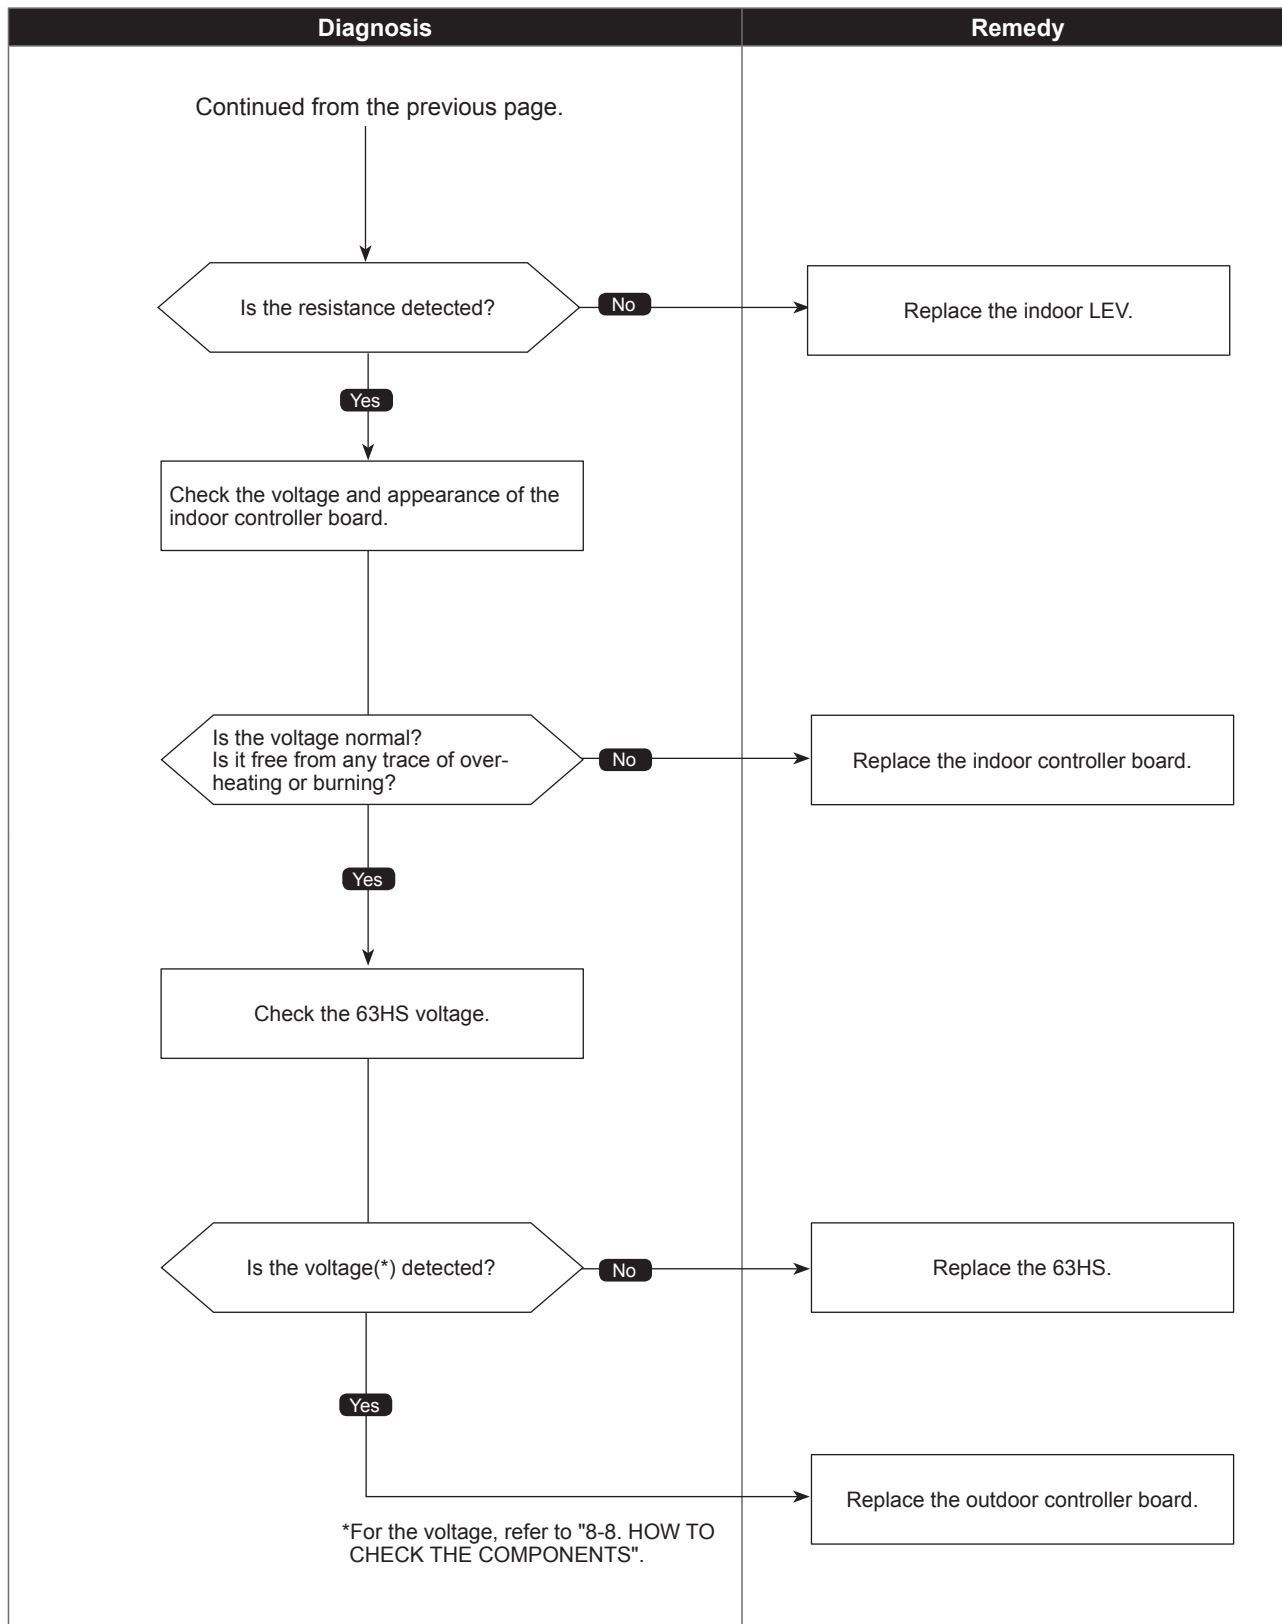 Diagnosis
Remedy
Continued from the previous page.
Is the resistance detected?
No
Replace the indoor LEV.
Yes
Check the voltage and appearance of the
indoor controller board.
Is the voltage normal?
Is it free from any trace of over-
heating or burning?
No
Replace the indoor controller board.
Yes
Check the 63HS voltage.
Is the voltage(*) detected?
No
Replace the 63HS.
Yes
Replace the outdoor controller board.
*For the voltage, refer to "8-8. HOW TO
CHECK THE COMPONENTS".